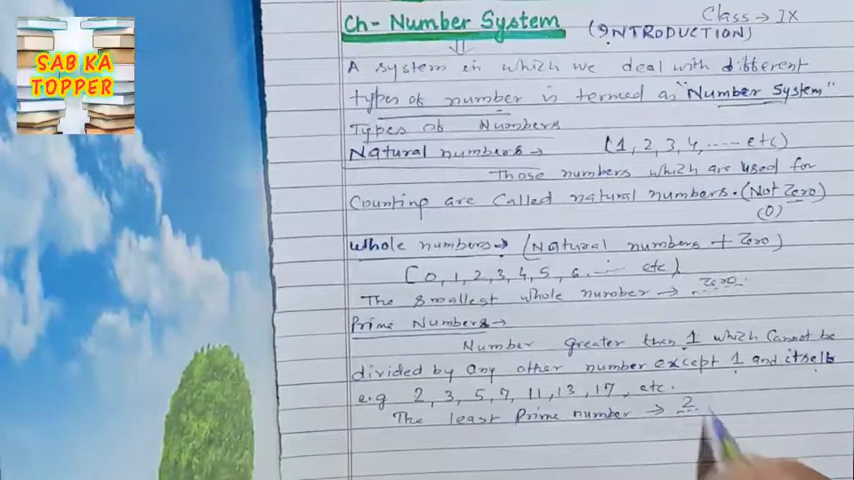 SAB KA
TOPPER
Class → IX
Ch- Number System (INTRODUCTION)
A system in which we deal with different
types of number is termed as "Number System"
Types of Numbers
Natural numbers → (1, 2, 3, 4, ..... etc)
Those numbers which are used for
Counting are Called natural numbers. (Not Zero)
(0)
Whole numbers → (Natural numbers + Zero)
(0, 1, 2, 3, 4, 5, 6 ..... etc)
The smallest whole number → Zero
Prime Numbers →
Number greater than 1 which Cannot be
divided by any other number except 1 and itself
e.g 2, 3, 5, 7, 11, 13, 17, etc.
The least Prime number → 2